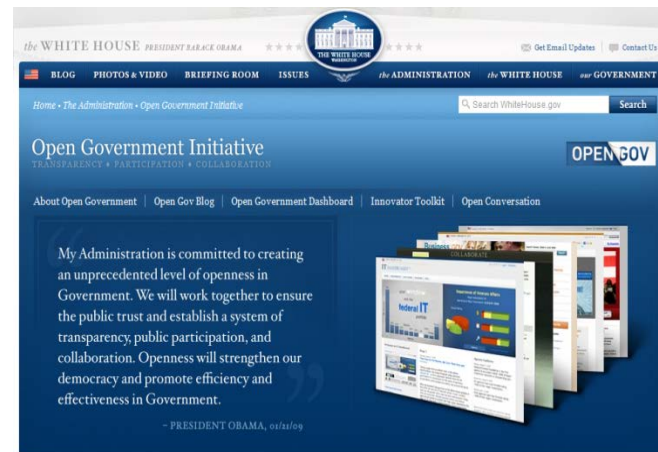 the WHITE HOUSE PRESIDENT BARACK OBAMA
THE WHITE HOUSE
WASHINGTON
Get Email Updates Contact Us
BLOG PHOTOS & VIDEO BRIEFING ROOM ISSUES the ADMINISTRATION the WHITE HOUSE our GOVERNMENT
Home • The Administration • Open Government Initiative
Search WhiteHouse.gov Search
Open Government Initiative
TRANSPARENCY • PARTICIPATION • COLLABORATION
OPEN GOV
About Open Government | Open Gov Blog | Open Government Dashboard | Innovator Toolkit | Open Conversation
“My Administration is committed to creating
an unprecedented level of openness in
Government. We will work together to ensure
the public trust and establish a system of
transparency, public participation, and
collaboration. Openness will strengthen our
democracy and promote efficiency and
effectiveness in Government.”
~ PRESIDENT OBAMA, 01/21/09
COLLABORATE
Business
federal IT